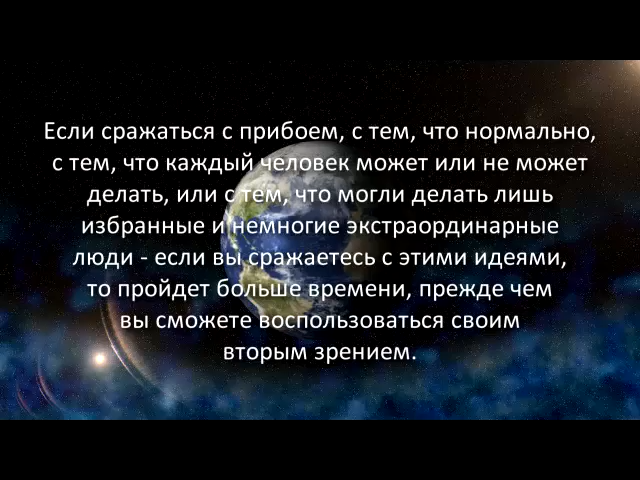 Если сражаться с прибоем, с тем, что нормально,
с тем, что каждый человек может или не может
делать, или с тем, что могли делать лишь
избранные и немногие экстраординарные
люди - если вы сражаетесь с этими идеями,
то пройдет больше времени, прежде чем
вы сможете воспользоваться своим
вторым зрением.